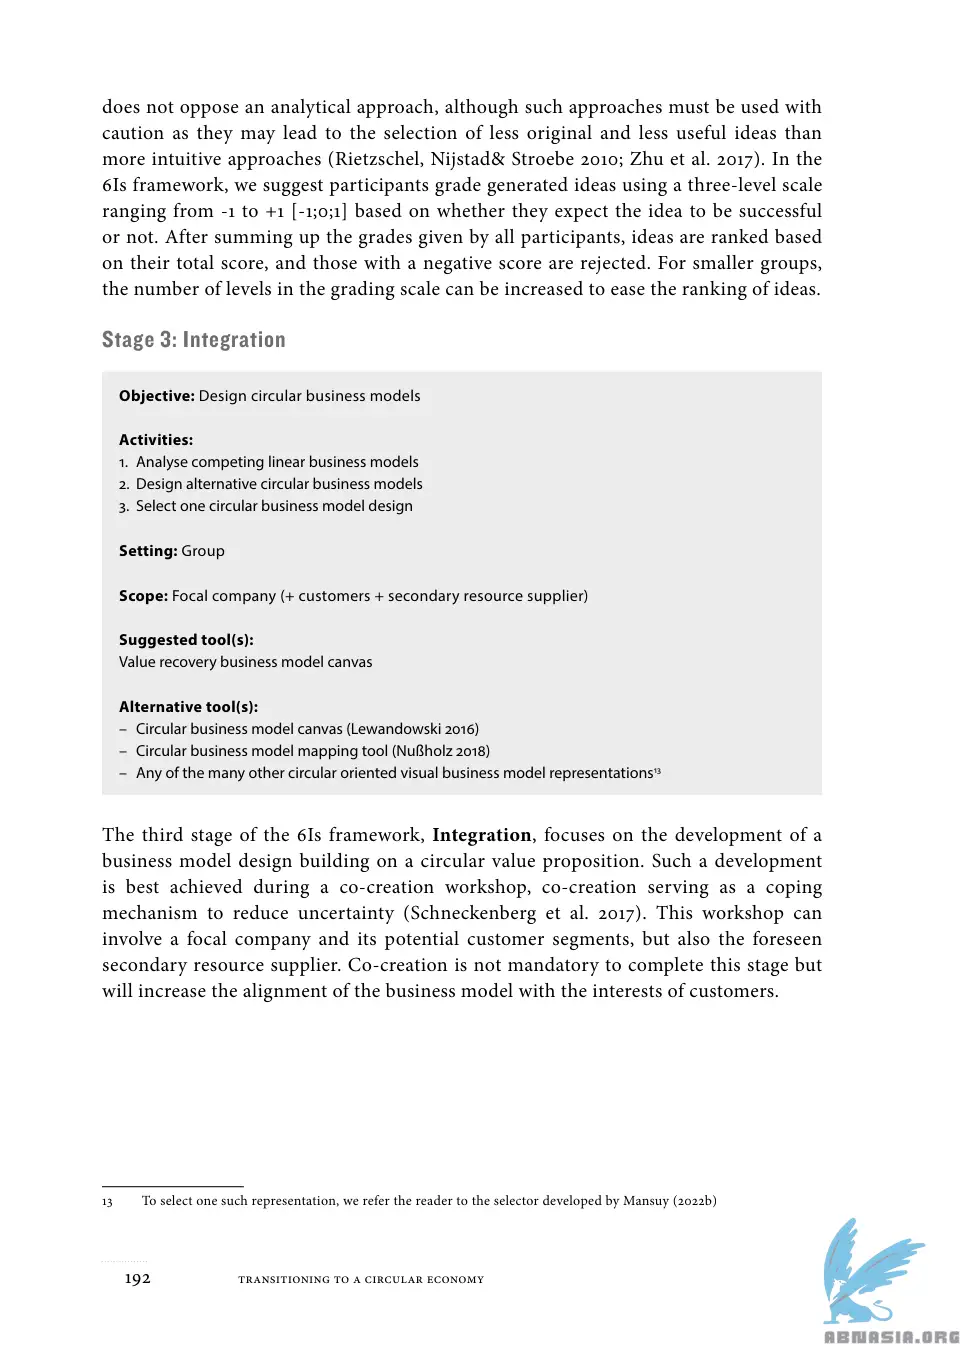 does not oppose an analytical approach, although such approaches must be used with
caution as they may lead to the selection of less original and less useful ideas than
more intuitive approaches (Rietzschel, Nijstad& Stroebe 2010; Zhu et al. 2017). In the
6Is framework, we suggest participants grade generated ideas using a three-level scale
ranging from -1 to +1 [-1;0;1] based on whether they expect the idea to be successful
or not. After summing up the grades given by all participants, ideas are ranked based
on their total score, and those with a negative score are rejected. For smaller groups,
the number of levels in the grading scale can be increased to ease the ranking of ideas.
Stage 3: Integration
Objective: Design circular business models
Activities:
1. Analyse competing linear business models
2. Design alternative circular business models
3. Select one circular business model design
Setting: Group
Scope: Focal company (+ customers + secondary resource supplier)
Suggested tool(s):
Value recovery business model canvas
Alternative tool(s):
– Circular business model canvas (Lewandowski 2016)
– Circular business model mapping tool (Nußholz 2018)
– Any of the many other circular oriented visual business model representations¹³
The third stage of the 6Is framework, Integration, focuses on the development of a
business model design building on a circular value proposition. Such a development
is best achieved during a co-creation workshop, co-creation serving as a coping
mechanism to reduce uncertainty (Schneckenberg et al. 2017). This workshop can
involve a focal company and its potential customer segments, but also the foreseen
secondary resource supplier. Co-creation is not mandatory to complete this stage but
will increase the alignment of the business model with the interests of customers.
13 To select one such representation, we refer the reader to the selector developed by Mansuy (2022b)
192 TRANSITIONING TO A CIRCULAR ECONOMY
ABNASIA.ORG